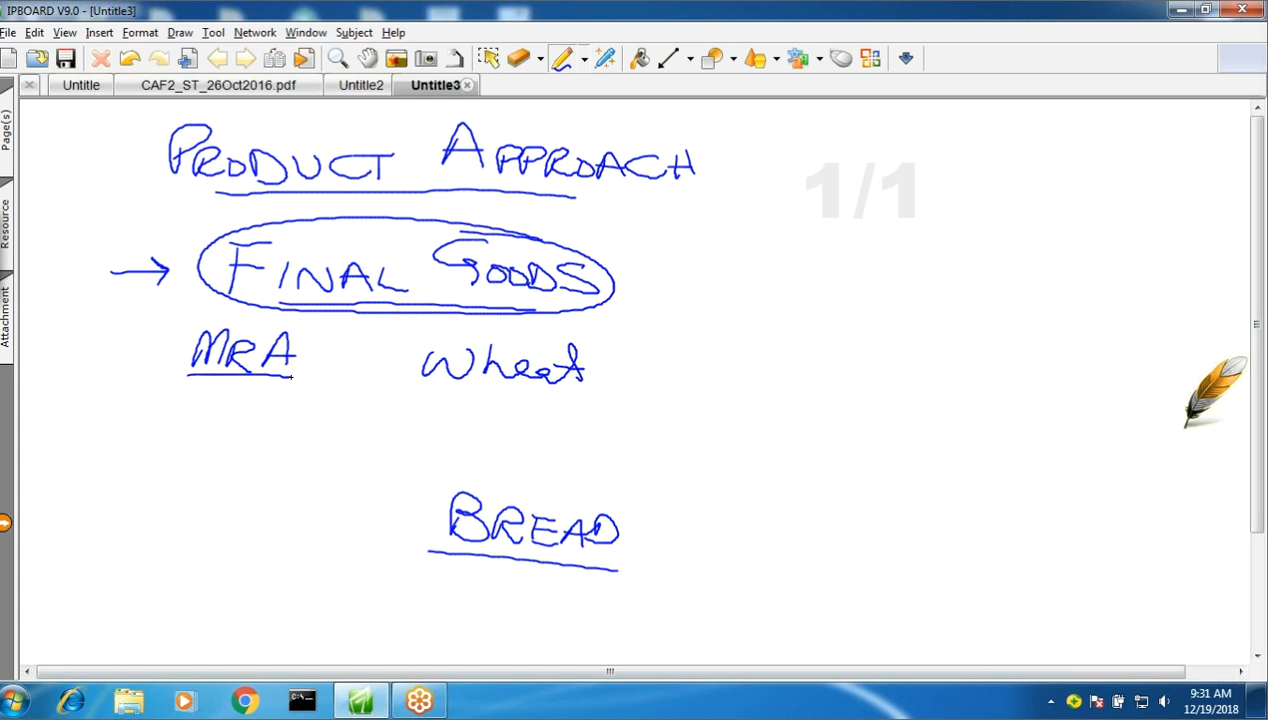 IPBOARD V9.0 - [Untitle3]
File Edit View Insert Format Draw Tool Network Window Subject Help
Untitle CAF2_ST_26Oct2016.pdf Untitle2 Untitle3
Page(s)
Resource
Attachment
1/1
PRODUCT APPROACH
→ FINAL GOODS
MRA Wheat
BREAD
9:31 AM
12/19/2018